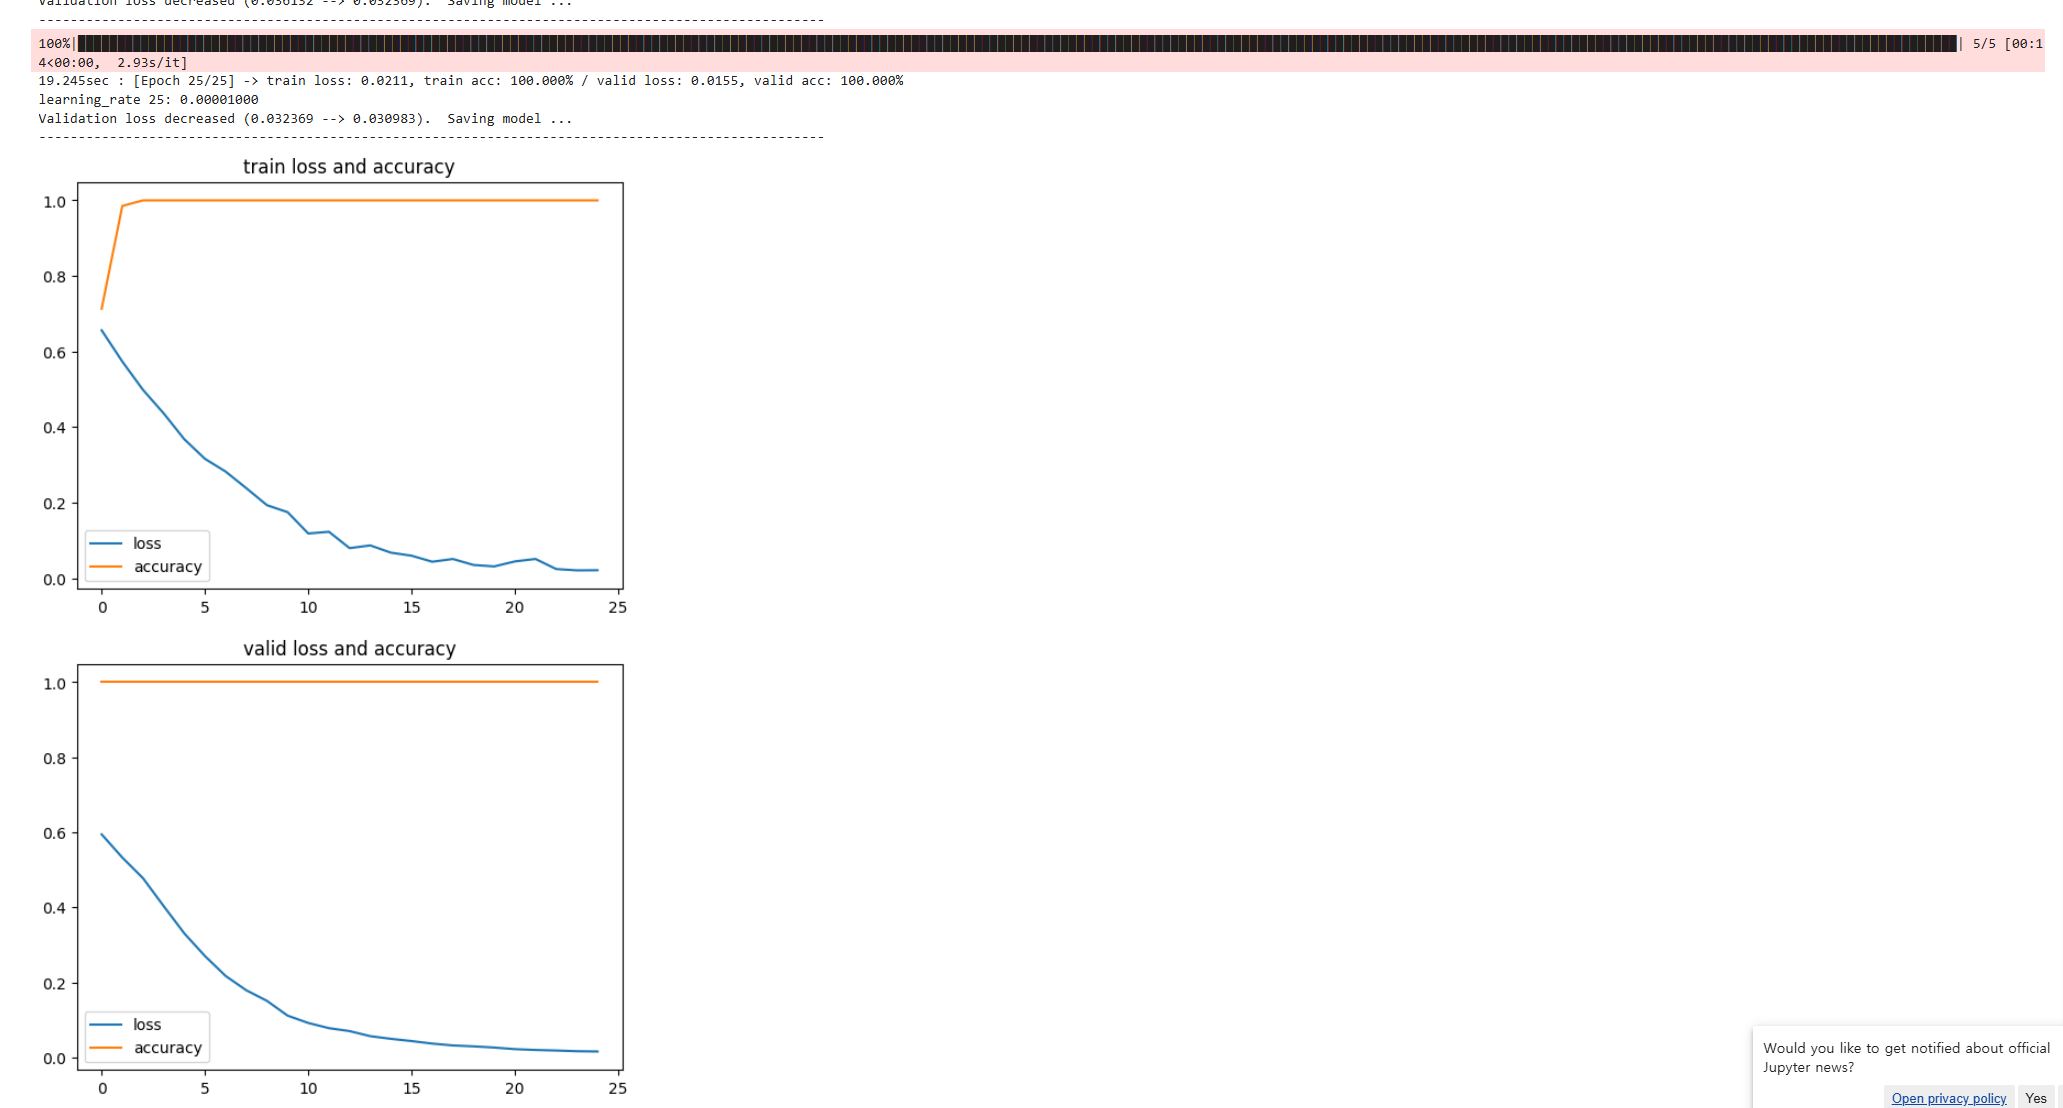 Validation loss decreased (0.036132 --> 0.032369).  Saving model ...
----------------------------------------------------------------------------------------------------
100%| | 5/5 [00:1
4<00:00,  2.93s/it]
19.245sec : [Epoch 25/25] -> train loss: 0.0211, train acc: 100.000% / valid loss: 0.0155, valid acc: 100.000%
learning_rate 25: 0.00001000
Validation loss decreased (0.032369 --> 0.030983).  Saving model ...
----------------------------------------------------------------------------------------------------
train loss and accuracy
1.0
0.8
0.6
0.4
0.2
0.0
loss
accuracy
0 5 10 15 20 25
valid loss and accuracy
1.0
0.8
0.6
0.4
0.2
0.0
loss
accuracy
0 5 10 15 20 25
Would you like to get notified about official
Jupyter news?
Open privacy policy Yes